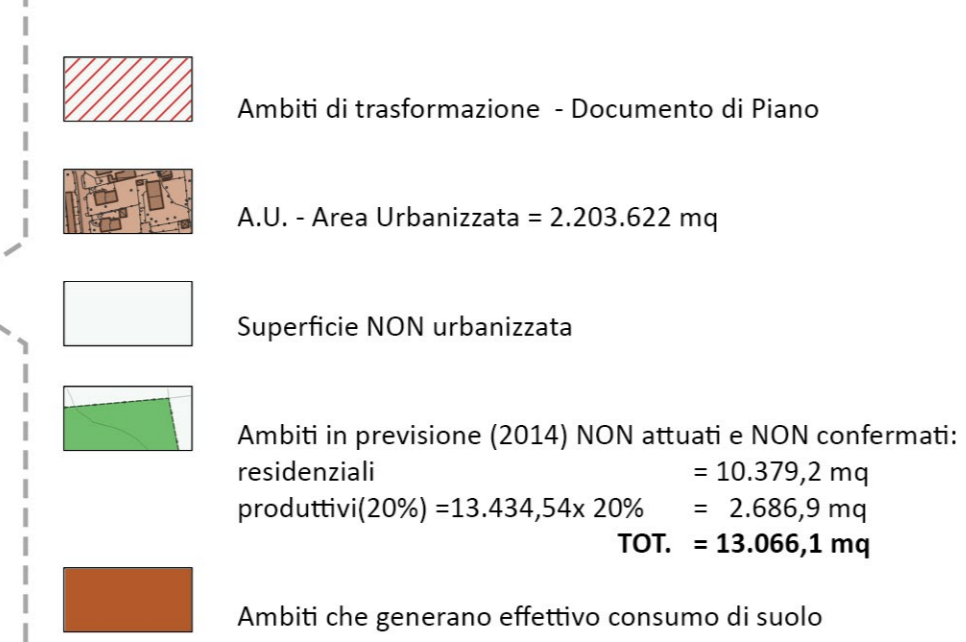 Ambiti di trasformazione - Documento di Piano
A.U. - Area Urbanizzata = 2.203.622 mq
Superficie NON urbanizzata
Ambiti in previsione (2014) NON attuati e NON confermati:
residenziali = 10.379,2 mq
produttivi(20%) =13.434,54x 20% = 2.686,9 mq
TOT. = 13.066,1 mq
Ambiti che generano effettivo consumo di suolo